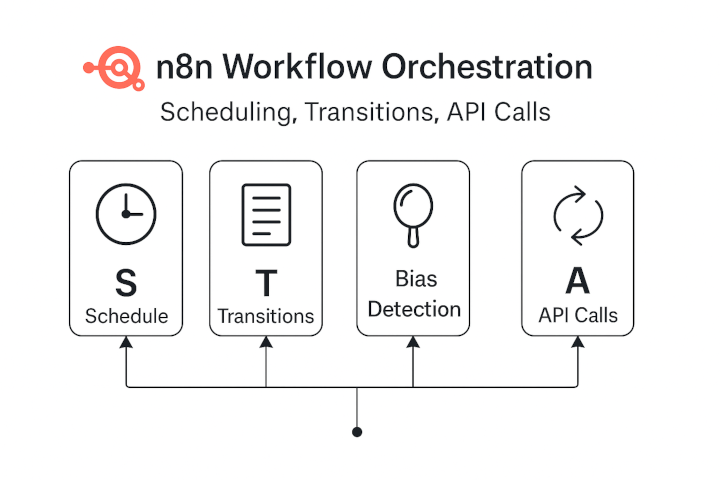 n8n Workflow Orchestration
Scheduling, Transitions, API Calls
S
Schedule
T
Transitions
Bias
Detection
A
API Calls